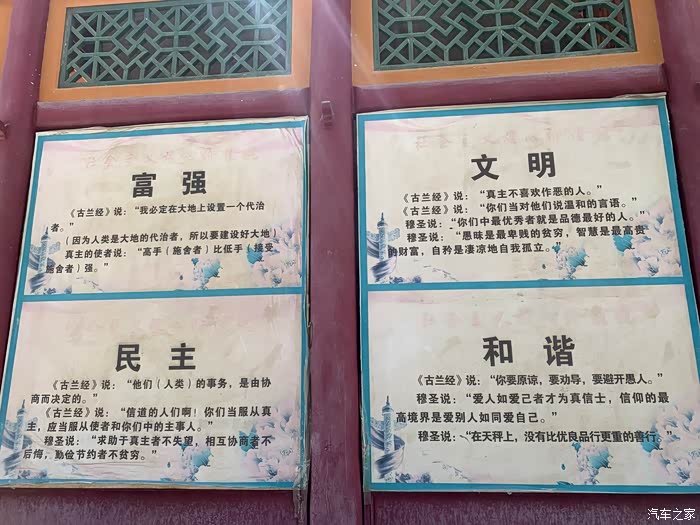 富强
《古兰经》说：“我必定在大地上设置一个代治
者。”
（因为人类是大地的代治者，所以要建设好大地）
真主的使者说：“高手（施舍者）比低手（接受
施舍者）强。”
民主
《古兰经》说：“他们（人类）的事务，是由协
商而决定的。”
《古兰经》说：“信道的人们啊！你们当服从真
主，应当服从使者和你们中的主事人。”
穆圣说：“求助于真主者不失望，相互协商者不
后悔，勤俭节约者不贫穷。”
文明
《古兰经》说：“真主不喜欢作恶的人。”
《古兰经》说：“你们当对他们说温和的言语。”
穆圣说：“你们中最优秀者就是品德最好的人。”
穆圣说：“愚昧是最卑贱的贫穷，智慧是最高贵
的财富，自矜是凄凉地自我孤立。”
和谐
《古兰经》说：“你要原谅，要劝导，要避开愚人。”
穆圣说：“爱人如爱己者才为真信士，信仰的最
高境界是爱别人如同爱自己。”
穆圣说：“在天秤上，没有比优良品行更重的善行。”
汽车之家